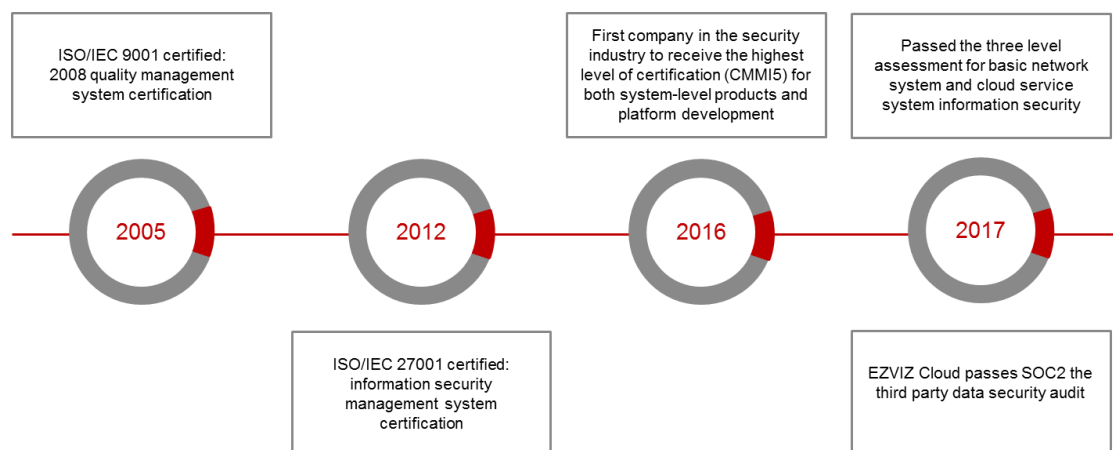 ISO/IEC 9001 certified:
2008 quality management
system certification
First company in the security
industry to receive the highest
level of certification (CMMI5) for
both system-level products and
platform development
Passed the three level
assessment for basic network
system and cloud service
system information security
2005
2012
2016
2017
ISO/IEC 27001 certified:
information security
management system
certification
EZVIZ Cloud passes SOC2 the
third party data security audit